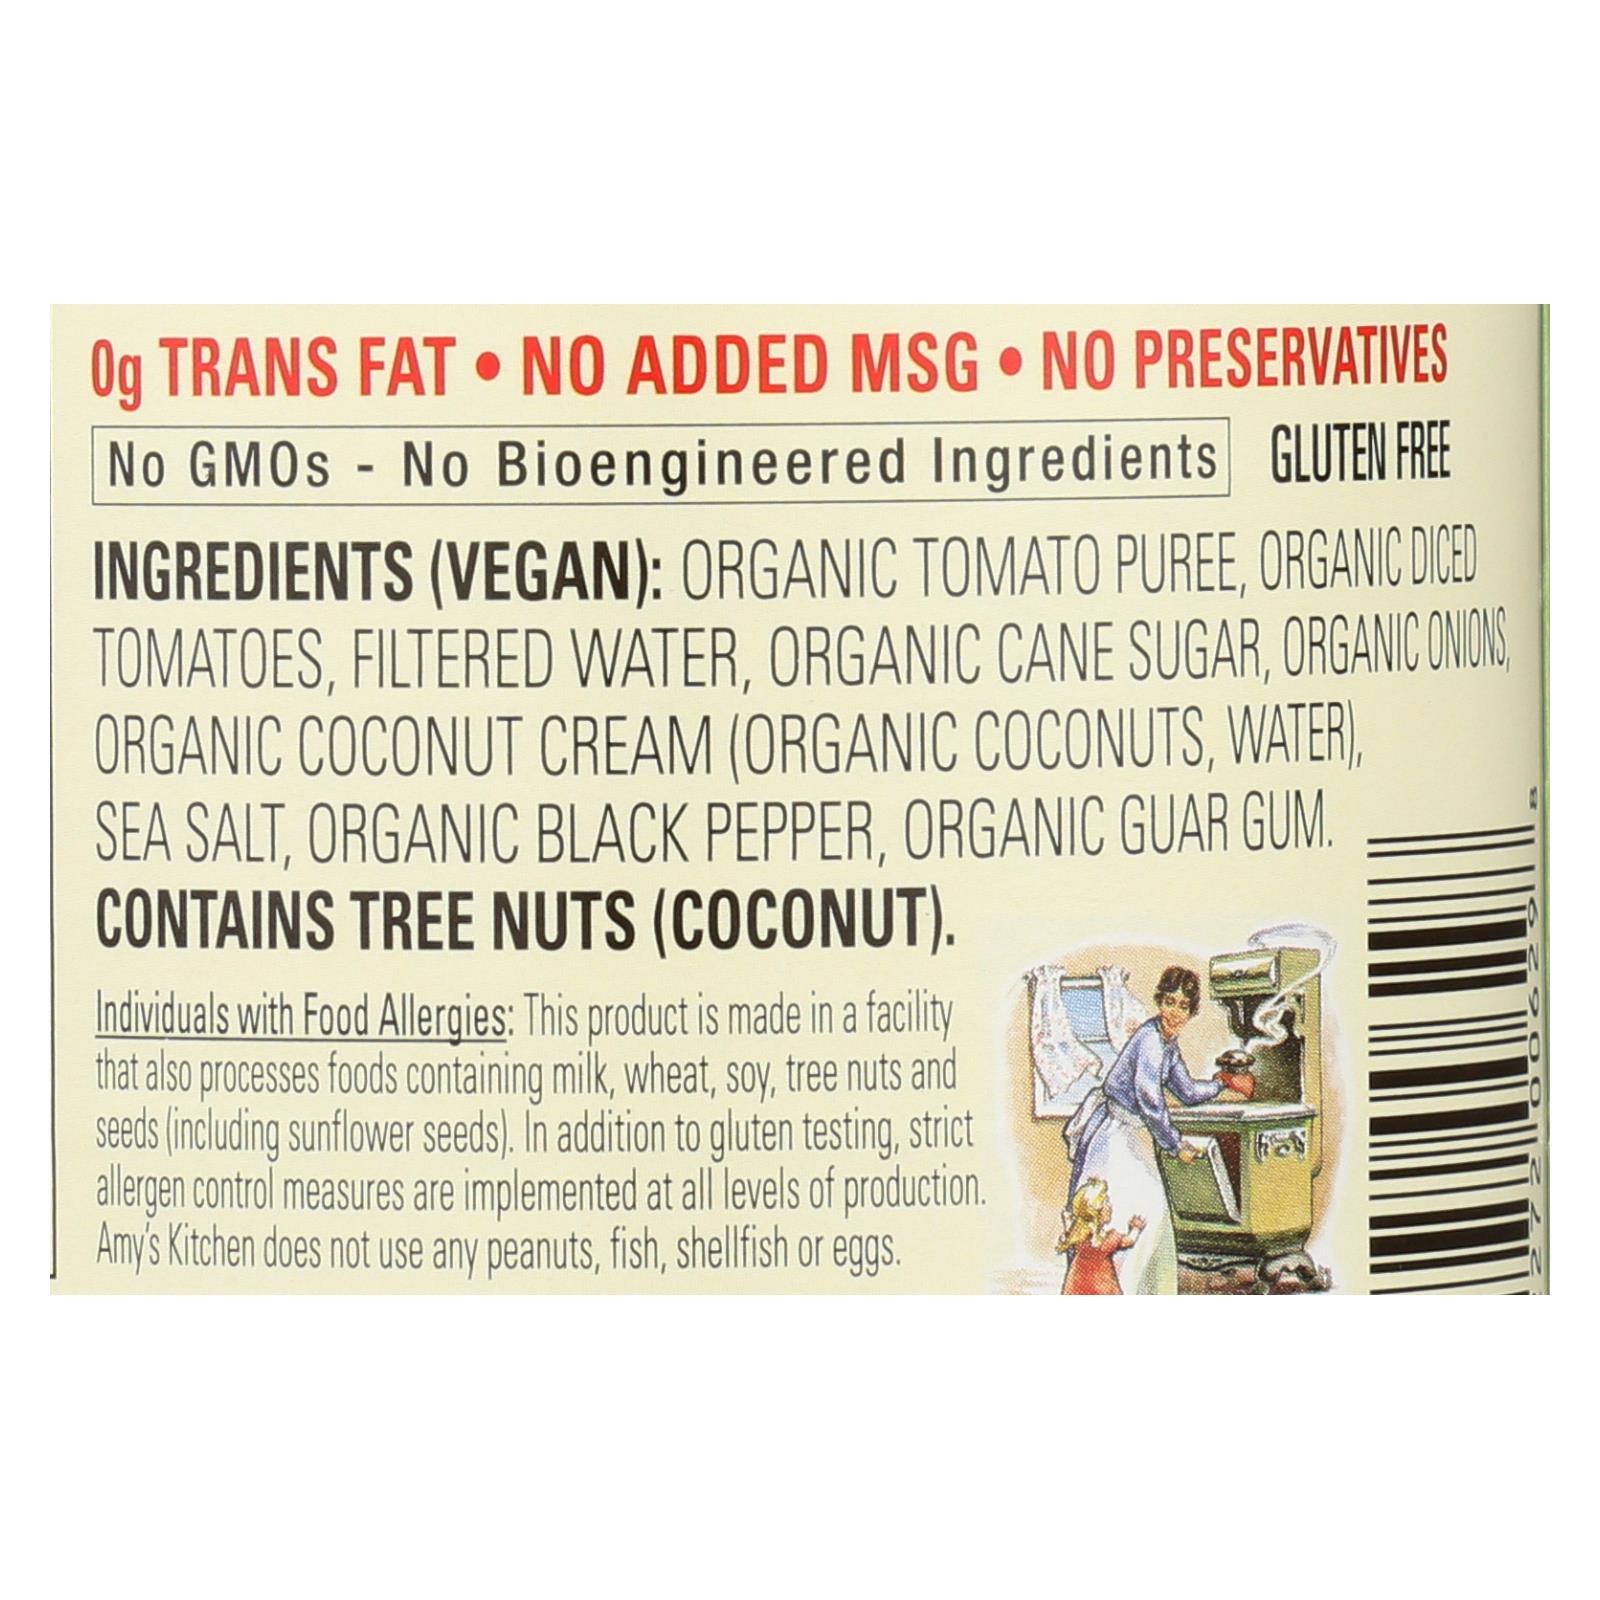 0g TRANS FAT • NO ADDED MSG • NO PRESERVATIVES
No GMOs - No Bioengineered Ingredients GLUTEN FREE
INGREDIENTS (VEGAN): ORGANIC TOMATO PUREE, ORGANIC DICED
TOMATOES, FILTERED WATER, ORGANIC CANE SUGAR, ORGANIC ONIONS,
ORGANIC COCONUT CREAM (ORGANIC COCONUTS, WATER),
SEA SALT, ORGANIC BLACK PEPPER, ORGANIC GUAR GUM.
CONTAINS TREE NUTS (COCONUT).
Individuals with Food Allergies: This product is made in a facility
that also processes foods containing milk, wheat, soy, tree nuts and
seeds (including sunflower seeds). In addition to gluten testing, strict
allergen control measures are implemented at all levels of production.
Amy's Kitchen does not use any peanuts, fish, shellfish or eggs.